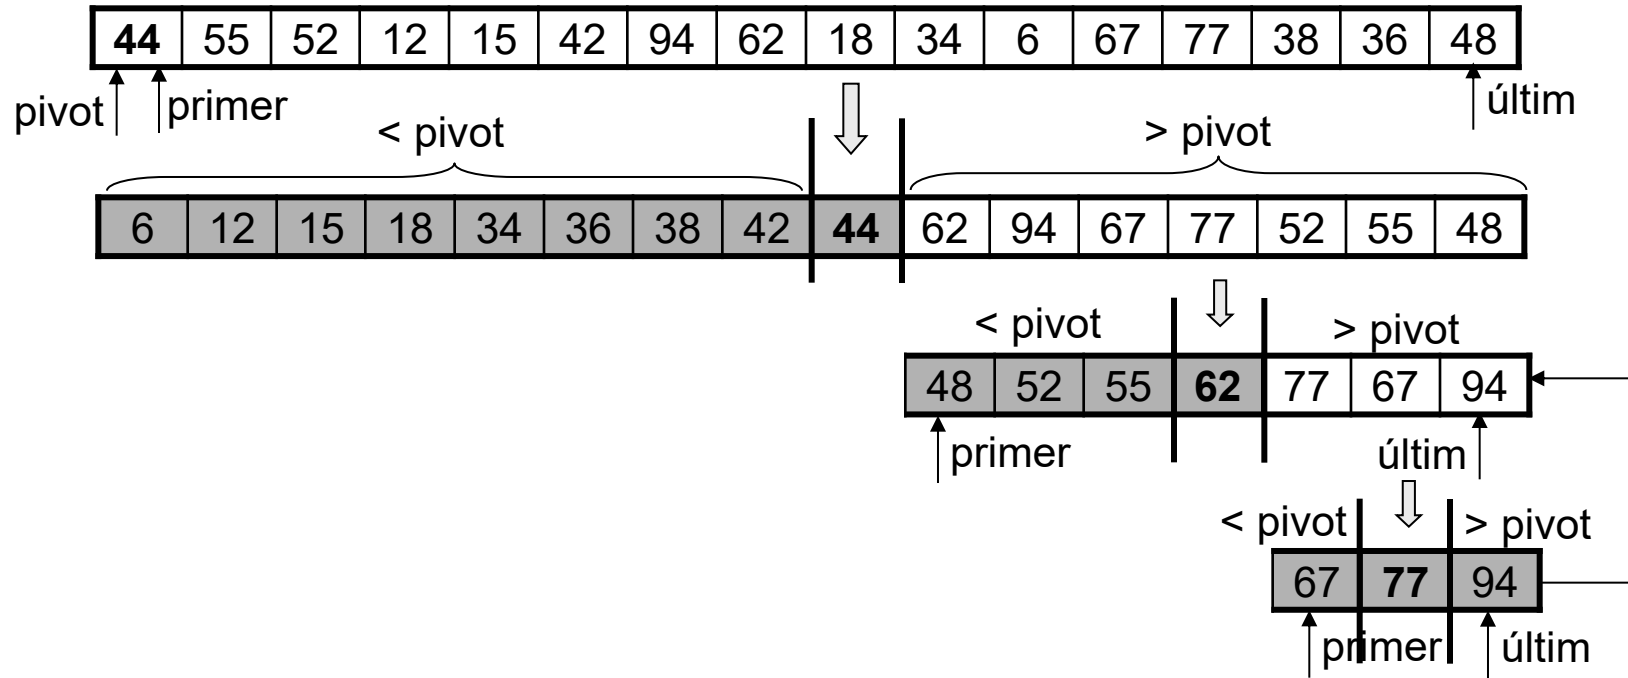 44 55 52 12 15 42 94 62 18 34 6 67 77 38 36 48
pivot primer últim
< pivot > pivot
6 12 15 18 34 36 38 42 44 62 94 67 77 52 55 48
< pivot > pivot
48 52 55 62 77 67 94
primer últim
< pivot > pivot
67 77 94
primer últim